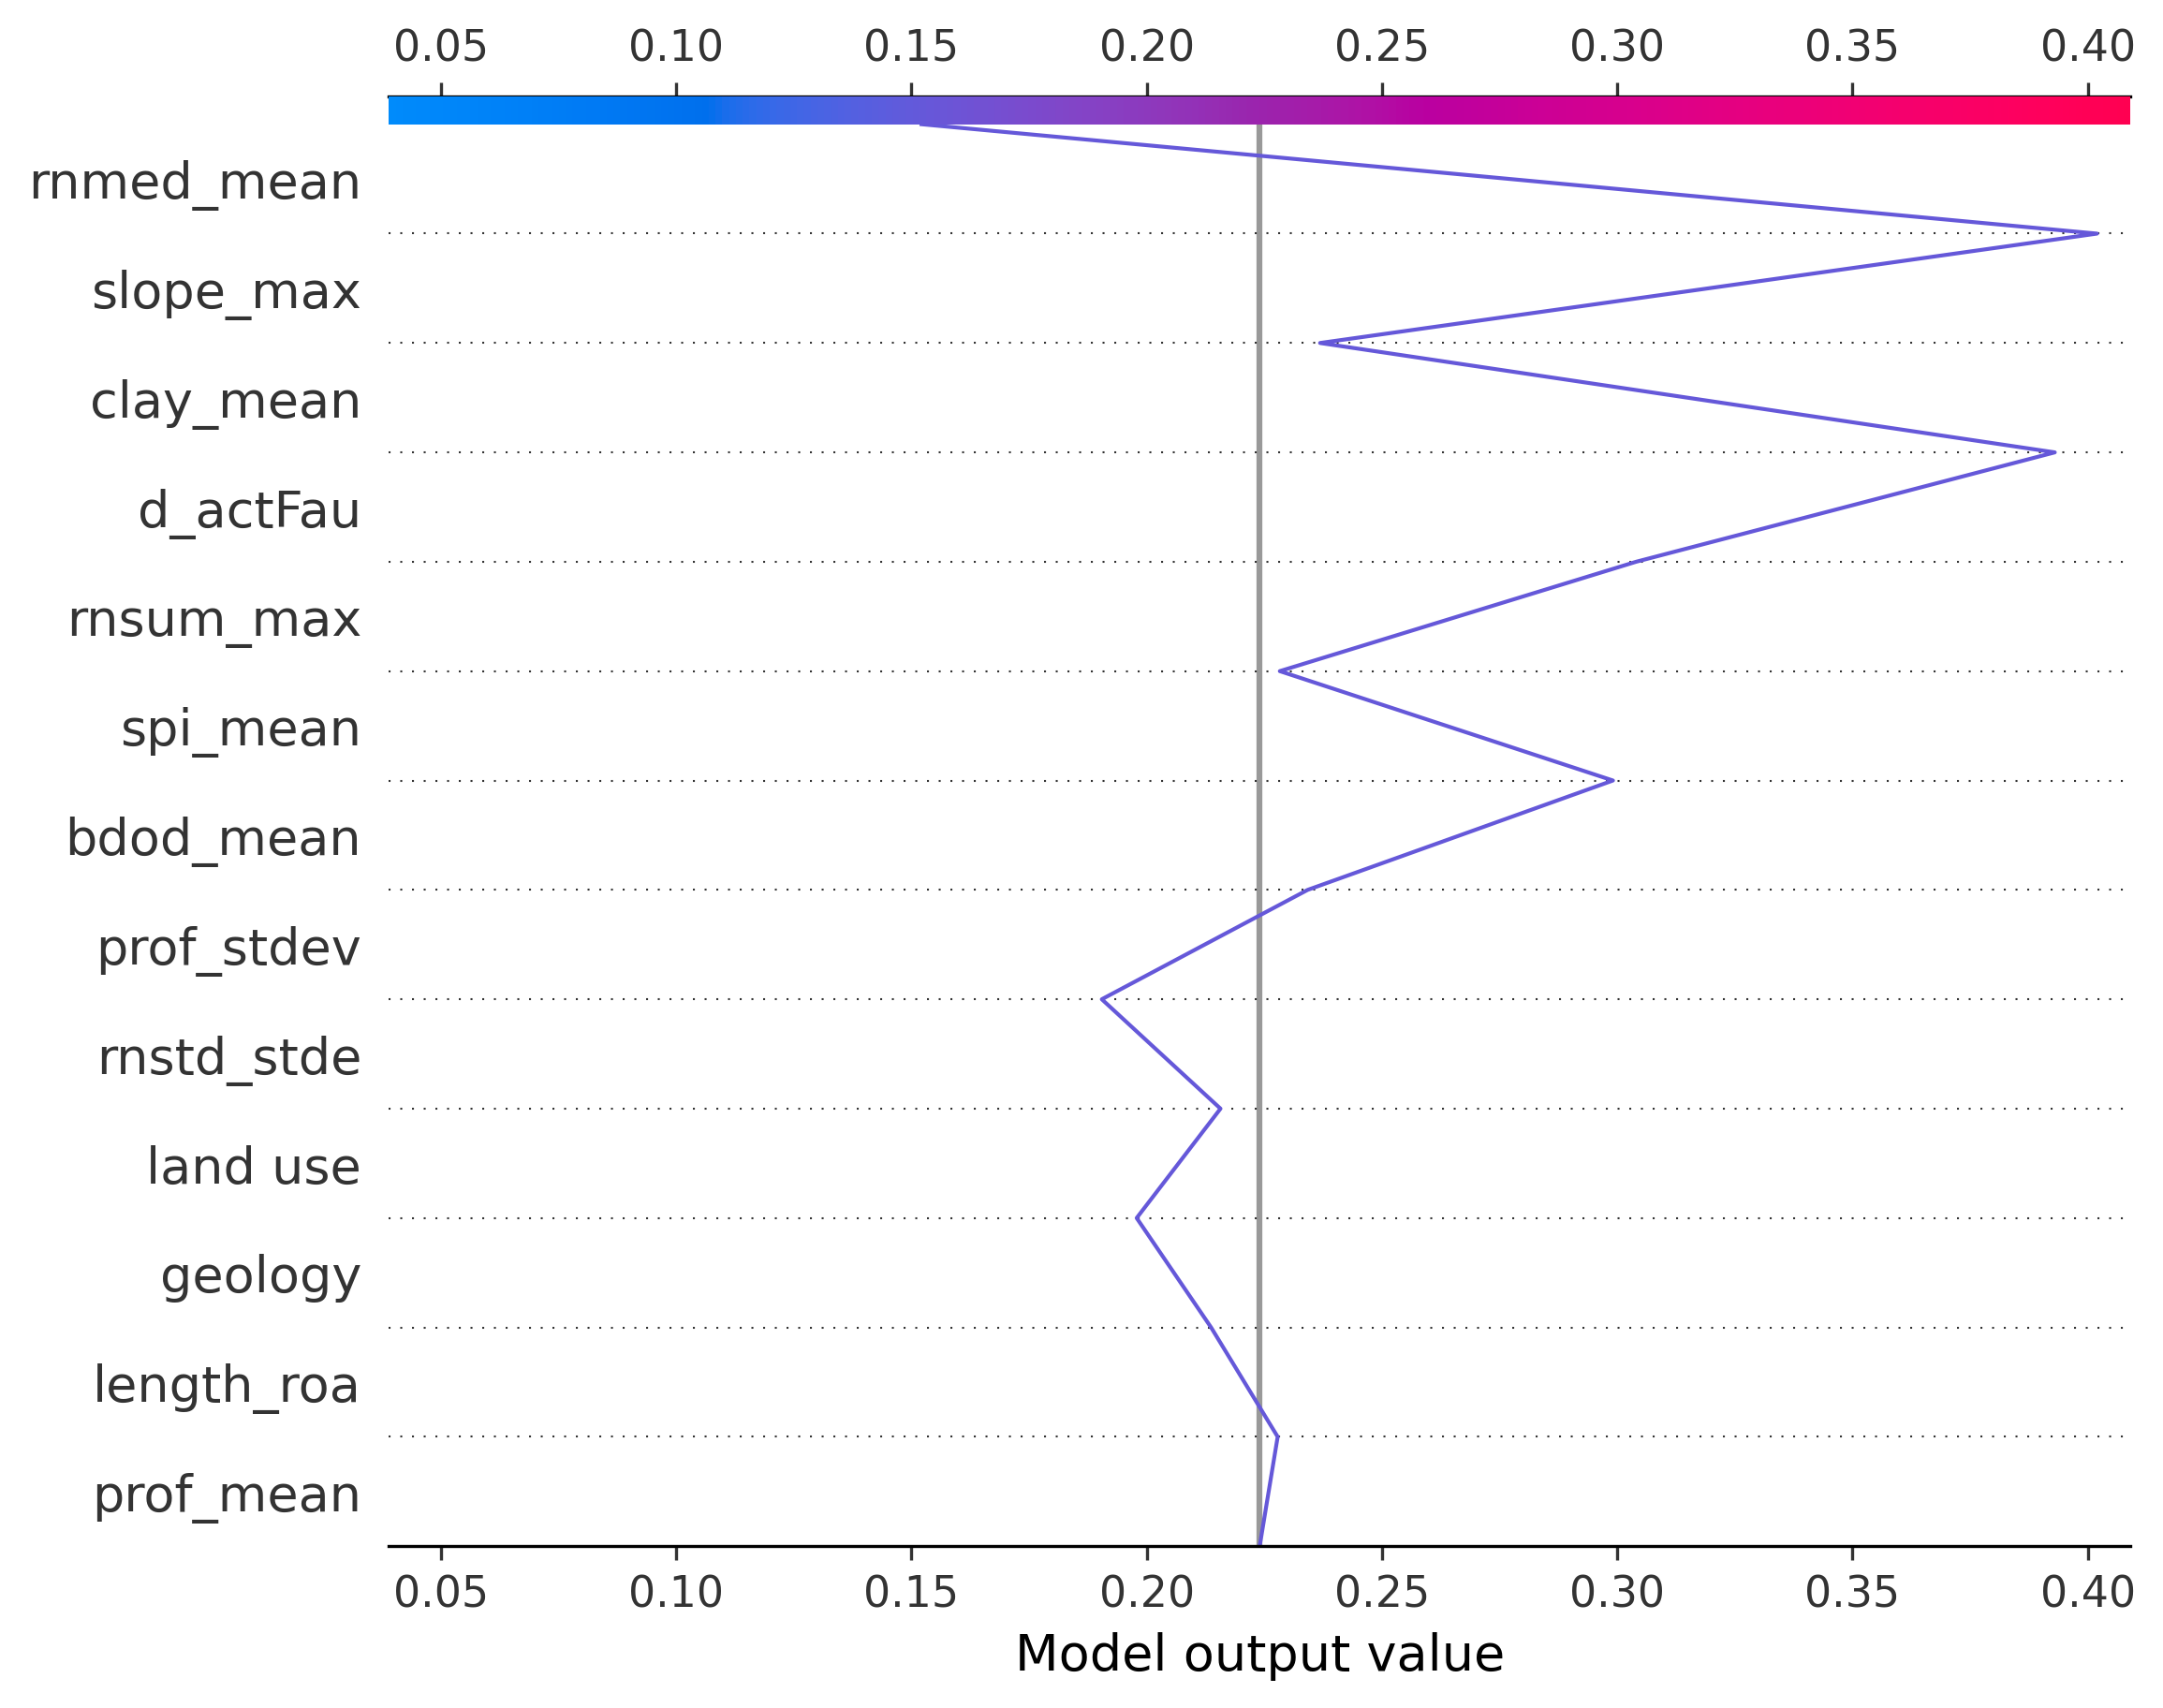 0.05 0.10 0.15 0.20 0.25 0.30 0.35 0.40
rnmed_mean
slope_max
clay_mean
d_actFau
rnsum_max
spi_mean
bdod_mean
prof_stdev
rnstd_stde
land use
geology
length_roa
prof_mean
0.05 0.10 0.15 0.20 0.25 0.30 0.35 0.40
Model output value